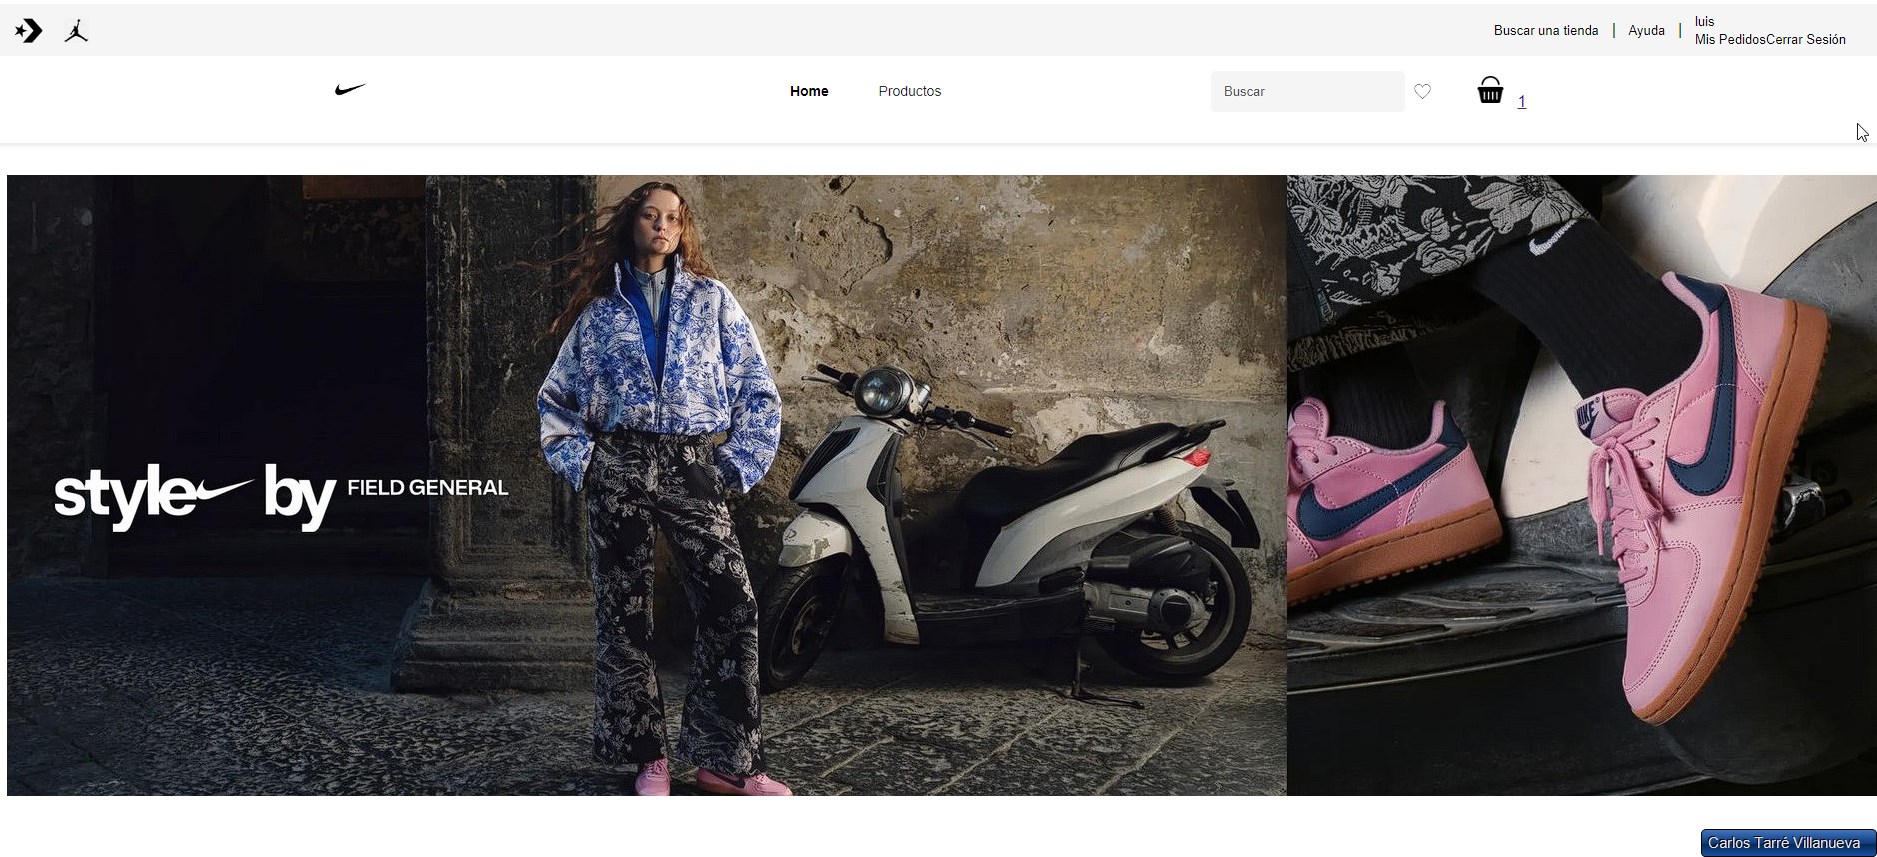 Buscar una tienda | Ayuda | luis
Mis PedidosCerrar Sesión
Home Productos Buscar 1
style by FIELD GENERAL
NIKE
Carlos Tarré Villanueva